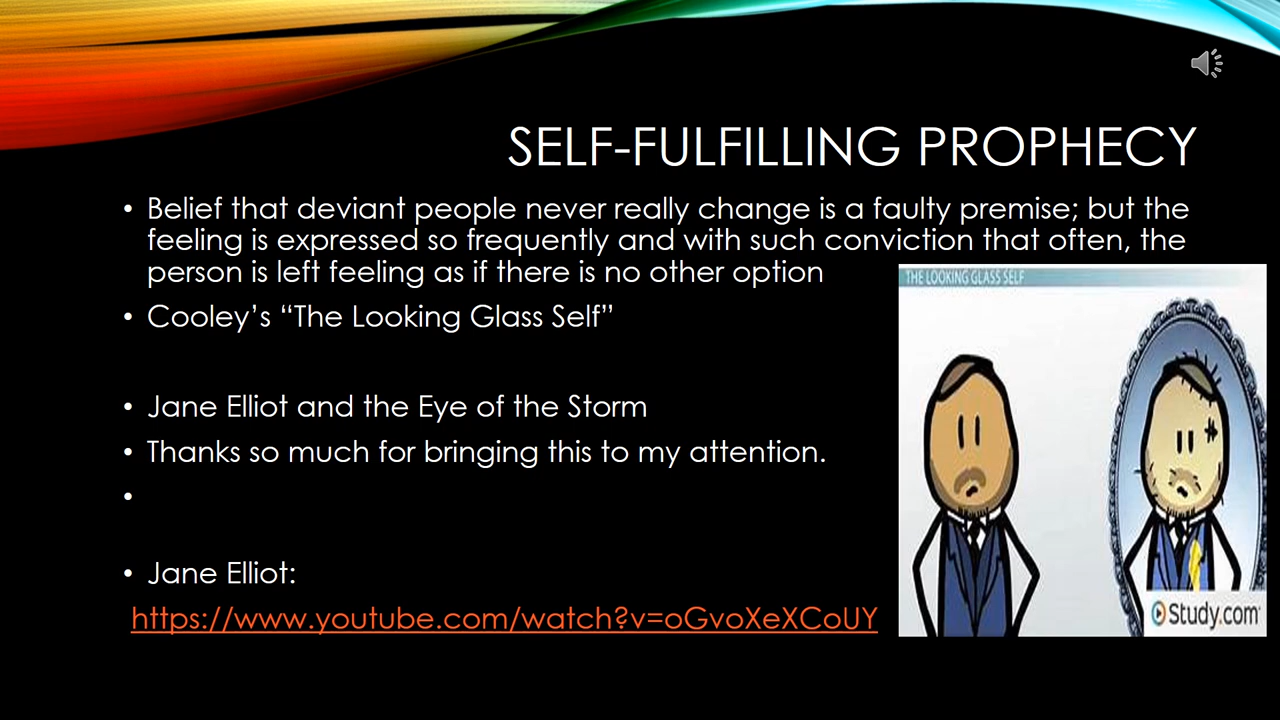 SELF-FULFILLING PROPHECY
• Belief that deviant people never really change is a faulty premise; but the
feeling is expressed so frequently and with such conviction that often, the
person is left feeling as if there is no other option
• Cooley's “The Looking Glass Self”
• Jane Elliot and the Eye of the Storm
• Thanks so much for bringing this to my attention.
•
• Jane Elliot:
https://www.youtube.com/watch?v=oGvoXeXCoUY
THE LOOKING GLASS SELF
Study.com